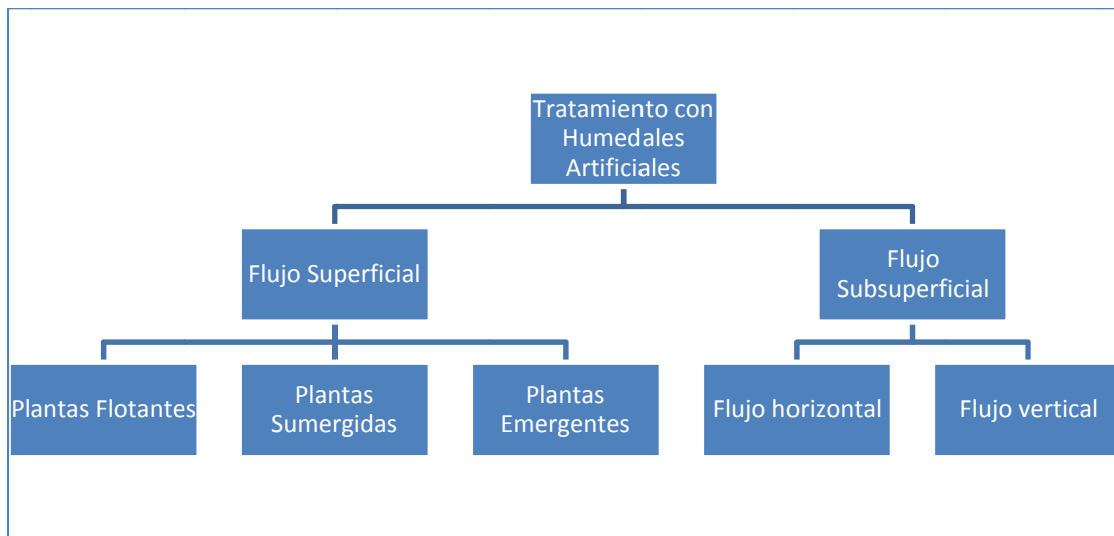 Tratamiento con
Humedales
Artificiales
Flujo Superficial
Flujo
Subsuperficial
Plantas Flotantes
Plantas
Sumergidas
Plantas
Emergentes
Flujo horizontal
Flujo vertical